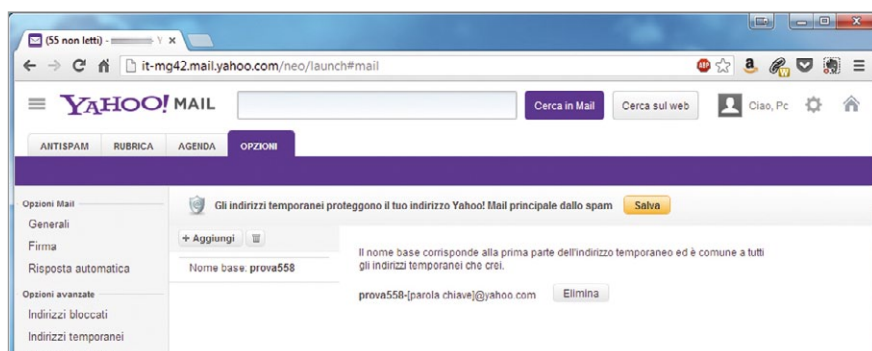 (55 non letti) - Y
it-mg42.mail.yahoo.com/neo/launch#mail
YAHOO! MAIL
Cerca in Mail
Cerca sul web
Ciao, Pc
ANTISPAM RUBRICA AGENDA OPZIONI
Opzioni Mail
Gli indirizzi temporanei proteggono il tuo indirizzo Yahoo! Mail principale dallo spam
Salva
Generali
Firma
Risposta automatica
Opzioni avanzate
Indirizzi bloccati
Indirizzi temporanei
+ Aggiungi
Nome base: prova558
Il nome base corrisponde alla prima parte dell'indirizzo temporaneo ed è comune a tutti
gli indirizzi temporanei che crei.
prova558-[parola chiave]@yahoo.com
Elimina